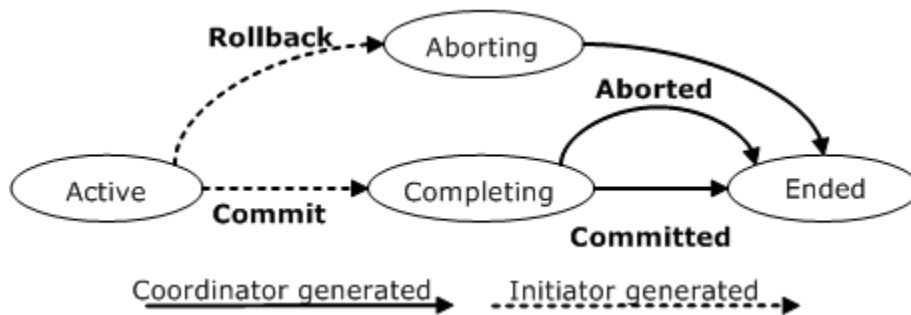 Rollback
Aborting
Aborted
Active
Completing
Ended
Commit
Committed
Coordinator generated
Initiator generated